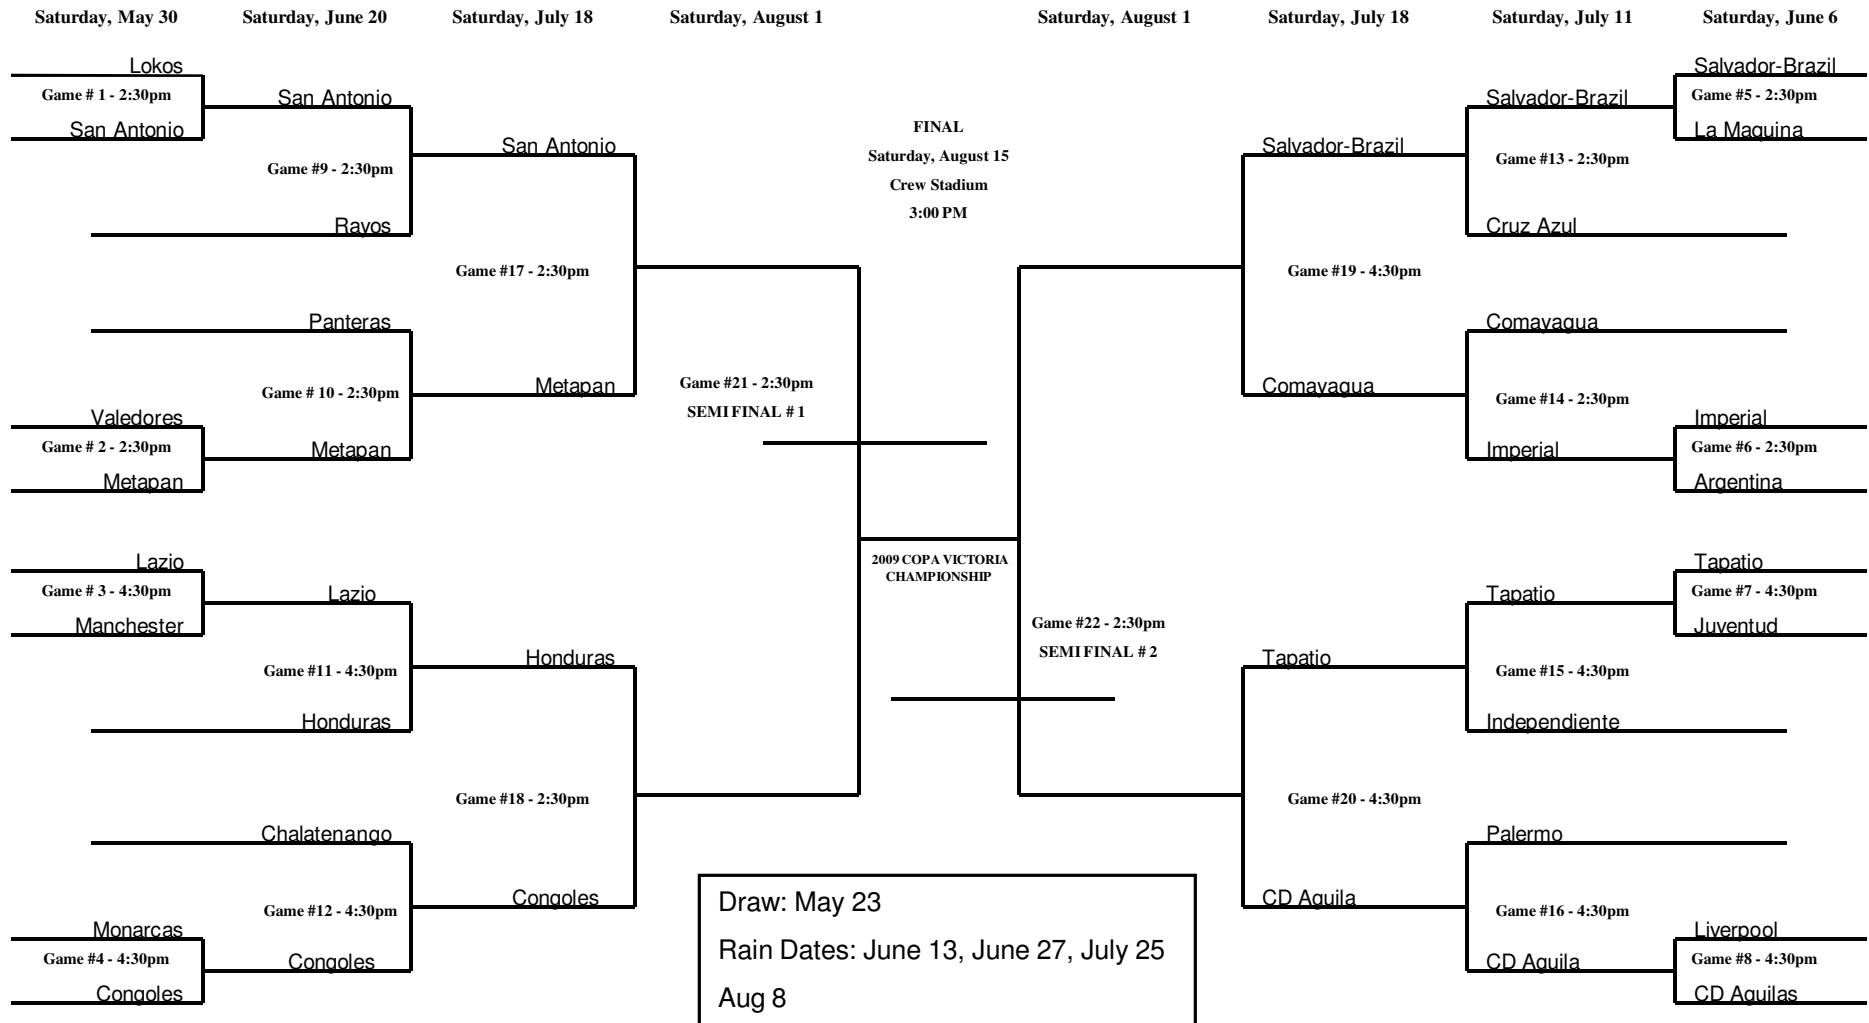 Saturday, May 30 Saturday, June 20 Saturday, July 18 Saturday, August 1 Saturday, August 1 Saturday, July 18 Saturday, July 11 Saturday, June 6
Lokos
Game # 1 - 2:30pm
San Antonio
San Antonio
Game #9 - 2:30pm
Rayos
San Antonio
Game #17 - 2:30pm
Panteras
Game # 10 - 2:30pm
Metapan
Valedores
Game # 2 - 2:30pm
Metapan
Metapan
Game #21 - 2:30pm
SEMI FINAL # 1
Lazio
Game # 3 - 4:30pm
Manchester
Lazio
Game #11 - 4:30pm
Honduras
Honduras
Game #18 - 2:30pm
Chalatenango
Game #12 - 4:30pm
Congoles
Monarcas
Game #4 - 4:30pm
Congoles
Congoles
FINAL
Saturday, August 15
Crew Stadium
3:00 PM
2009 COPA VICTORIA
CHAMPIONSHIP
Game #22 - 2:30pm
SEMI FINAL # 2
Salvador-Brazil
Game #19 - 4:30pm
Comayagua
Salvador-Brazil
Game #13 - 2:30pm
Cruz Azul
Salvador-Brazil
Game #5 - 2:30pm
La Maquina
Comayagua
Game #14 - 2:30pm
Imperial
Imperial
Game #6 - 2:30pm
Argentina
Tapatio
Game #20 - 4:30pm
CD Aguila
Tapatio
Game #15 - 4:30pm
Independiente
Tapatio
Game #7 - 4:30pm
Juventud
Palermo
Game #16 - 4:30pm
CD Aguila
Liverpool
Game #8 - 4:30pm
CD Aguilas
Draw: May 23
Rain Dates: June 13, June 27, July 25
Aug 8